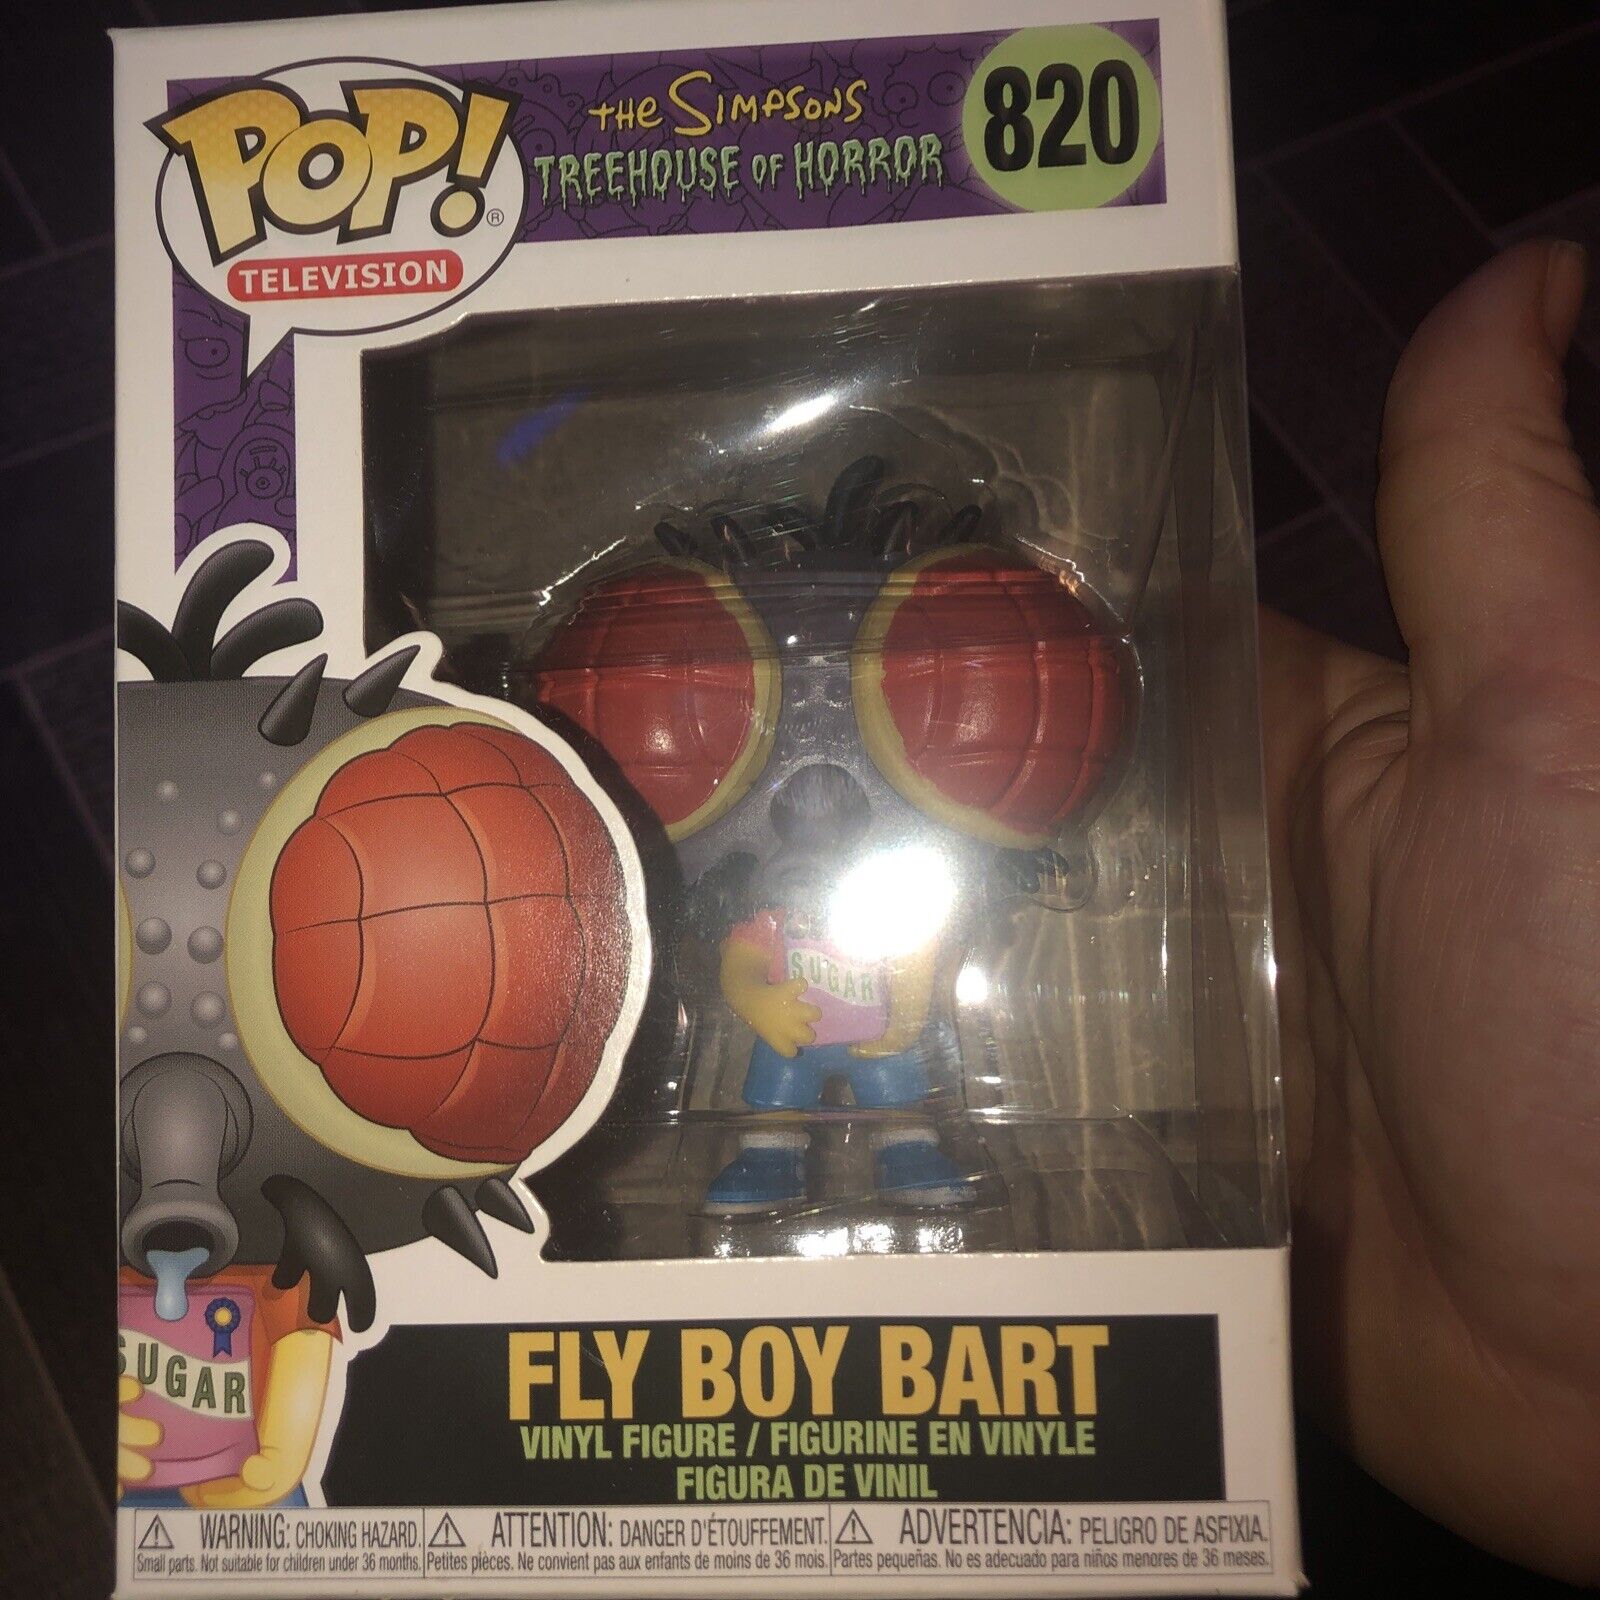 POP!®
TELEVISION
THE SIMPSONS
TREEHOUSE OF HORROR
820
SUGAR
SUGAR
FLY BOY BART
VINYL FIGURE / FIGURINE EN VINYLE
FIGURA DE VINIL
WARNING: CHOKING HAZARD.
Small parts. Not suitable for children under 36 months.
ATTENTION: DANGER D'ÉTOUFFEMENT.
Petites pièces. Ne convient pas aux enfants de moins de 36 mois.
ADVERTENCIA: PELIGRO DE ASFIXIA.
Partes pequeñas. No es adecuado para niños menores de 36 meses.